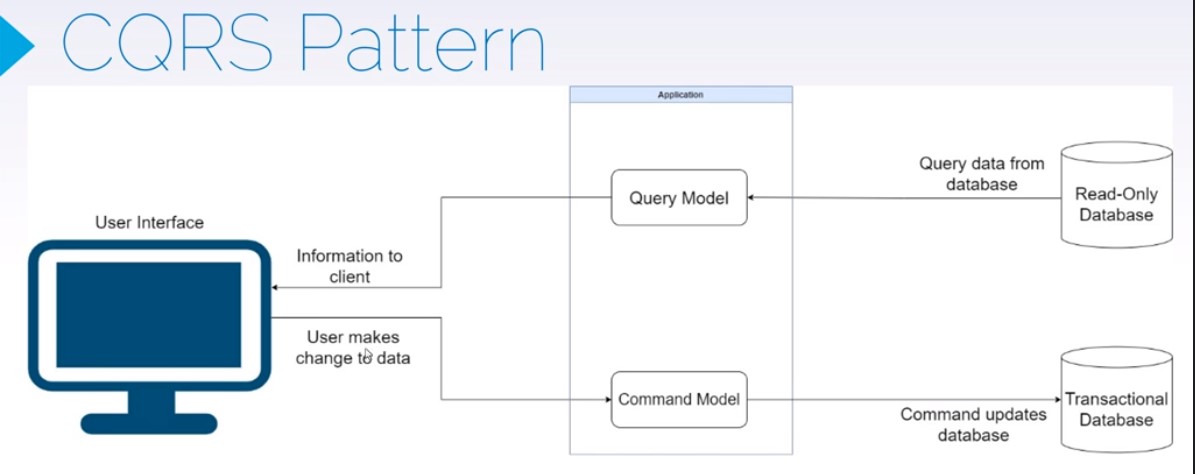 CQRS Pattern
Application
Query data from
database
Query Model
Read-Only
Database
User Interface
Information to
client
User makes
change to data
Command Model
Transactional
Database
Command updates
database